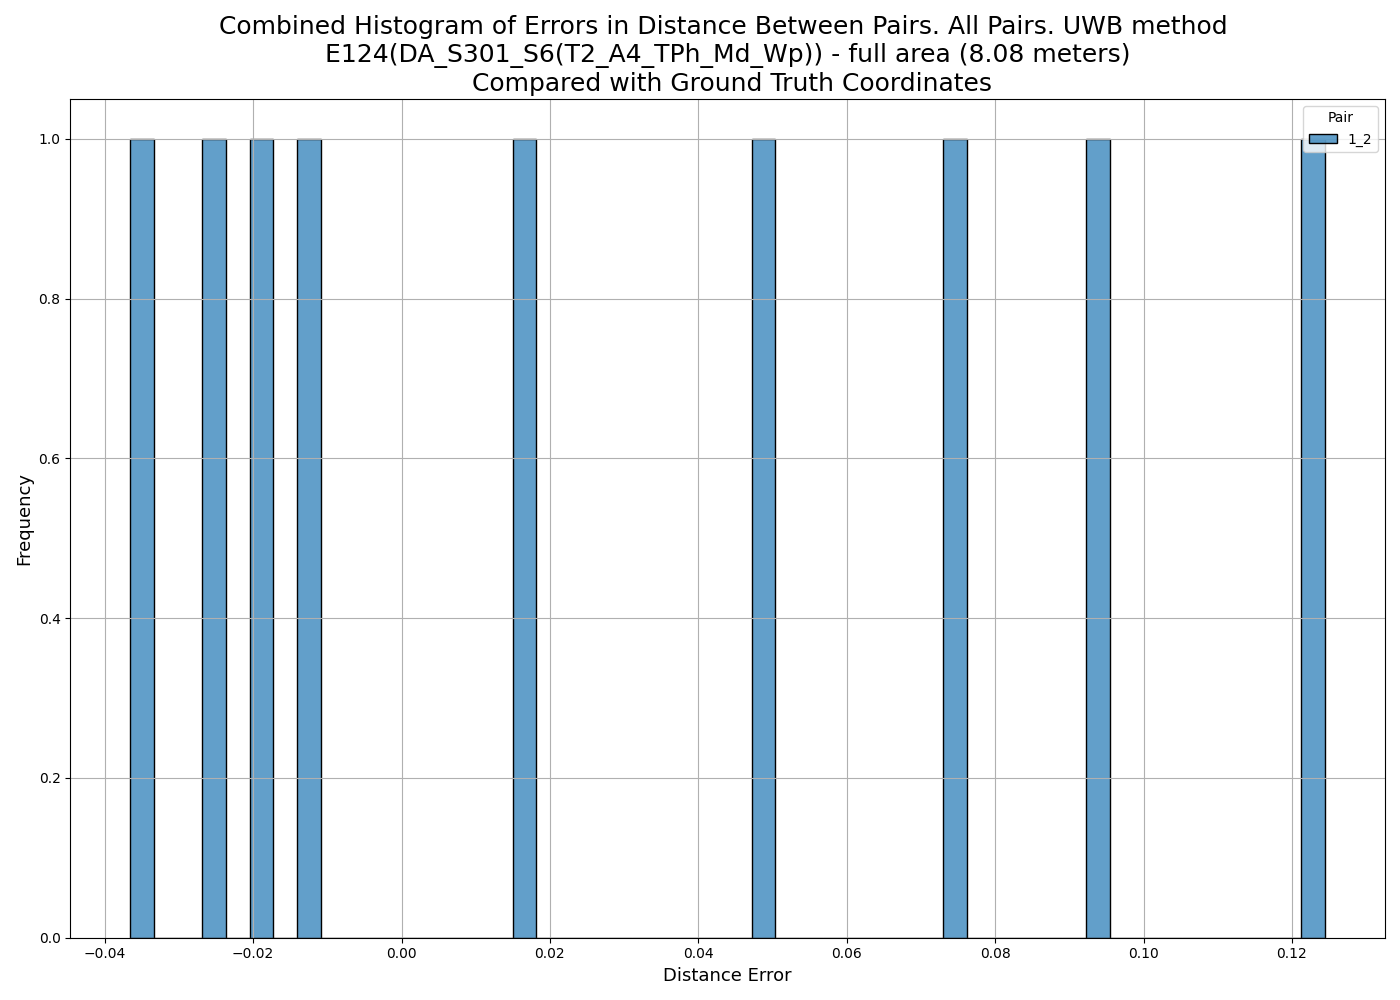 Combined Histogram of Errors in Distance Between Pairs. All Pairs. UWB method
E124(DA_S301_S6(T2_A4_TPh_Md_Wp)) - full area (8.08 meters)
Compared with Ground Truth Coordinates
Pair
1_2
Frequency
1.0
0.8
0.6
0.4
0.2
0.0
−0.04 −0.02 0.00 0.02 0.04 0.06 0.08 0.10 0.12
Distance Error